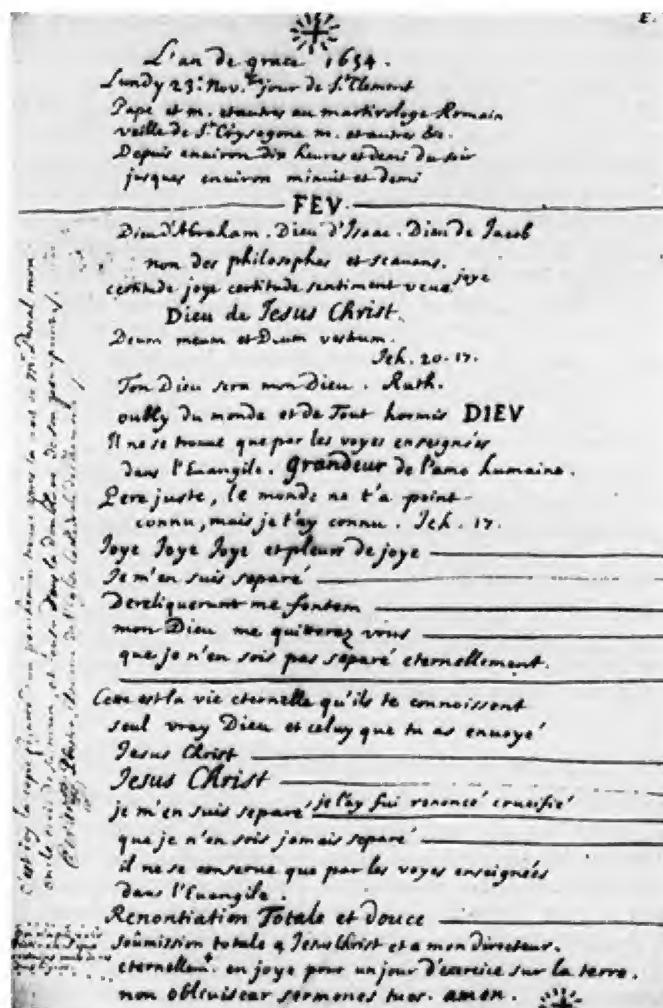 E.
L'an de grace 1654.
Lundy 23.e Nov.bre jour de S.t Clement
Pape et m. et autres au martirologe Romain
veille de S.t Crysogone m. et autres &c.
Depuis environ dix heures et demi du soir
jusques environ minuit et demi
FEV
Dieu d'Abraham. Dieu d'Isaac. Dieu de Jacob
non des philosophes et scavans.
certitude joye certitude sentiment veue joye
Dieu de Jesus Christ.
Deum meum et Deum vestrum.
Jeh. 20. 17.
Ton Dieu sera mon Dieu. Ruth.
oubly du monde et de Tout hormis DIEV
Il ne se trouve que par les voyes enseignées
dans l'Euangile. Grandeur de l'ame humaine.
Pere juste, le monde ne t'a point
connu, mais je t'ay connu. Jeh. 17.
Joye Joye Joye et pleurs de joye
Je m'en suis separé
Dereliquerunt me fontem
mon Dieu me quitterez vous
que je n'en sois pas separé eternellement.
Cette est la vie eternelle qu'ils te connoissent
seul vray Dieu et celuy que tu as envoyé
Jesus Christ
Jesus Christ
je m'en suis separé je l'ay fui renoncé crucifié
que je n'en sois jamais separé
il ne se conserve que par les voyes enseignées
dans l'Euangile.
Renontiation Totale et douce
soûmission totale a Jesus Christ et a mon directeur.
eternellem.t en joye pour un jour d'exercice sur la terre.
non obliviscar sermones tuos. amen.